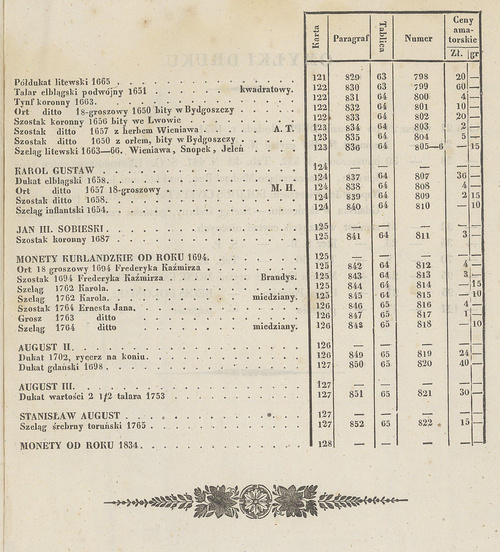 Karta Paragraf Tablica Numer Ceny amatorskie
Zł. gr
Półdukat litewski 1665 121 829 63 798 20 —
Talar elblągski podwójny 1651 kwadratowy. 122 830 63 799 60 —
Tynf koronny 1663. 122 831 64 800 4 —
Ort ditto 18-groszowy 1650 bity w Bydgoszczy 122 832 64 801 10 —
Szostak koronny 1656 bity we Lwowie 122 833 64 802 20 —
Szostak ditto 1657 z herbem Wieniawa A. T. 123 834 64 803 2 —
Szostak ditto 1650 z orłem, bity w Bydgoszczy 123 835 64 804 5 —
Szeląg litewski 1663—66. Wieniawa, Snopek, Jeleń 123 836 64 805—6 — 15
KAROL GUSTAW 124 — — —
Dukat elbląski 1658. 124 837 64 807 36 —
Ort ditto 1657 18-groszowy M. H. 124 838 64 808 4 —
Szostak ditto 1658. 124 839 64 809 2 15
Szeląg inflantski 1654. 124 840 64 810 — 10
JAN III. SOBIESKI. 125 — — —
Szostak koronny 1687 125 841 64 811 3 —
MONETY KURLANDZKIE OD ROKU 1694. 125 — — —
Ort 18 groszowy 1694 Fryderyka Kaźmirza 125 842 64 812 4 —
Szostak 1694 Fryderyka Kaźmirza Brandys. 125 843 64 813 3 —
Szeląg 1762 Karola. 125 844 64 814 — 15
Szeląg 1762 Karola. miedziany. 125 845 64 815 — 10
Szostak 1764 Ernesta Jana. 126 846 65 816 4 —
Grosz 1763 ditto 126 847 65 817 1 —
Szeląg 1764 ditto miedziany. 126 848 65 818 — 10
AUGUST II. 126 — — —
Dukat 1702, rycerz na koniu. 126 849 65 819 24 —
Dukat gdański 1698. 127 850 65 820 40 —
AUGUST III. 127 — — —
Dukat wartości 2 1/2 talara 1753 127 851 65 821 30 —
STANISŁAW AUGUST 127 — — —
Szeląg śrebrny toruński 1765 127 852 65 822 15 —
MONETY OD ROKU 1834. 128 — — —